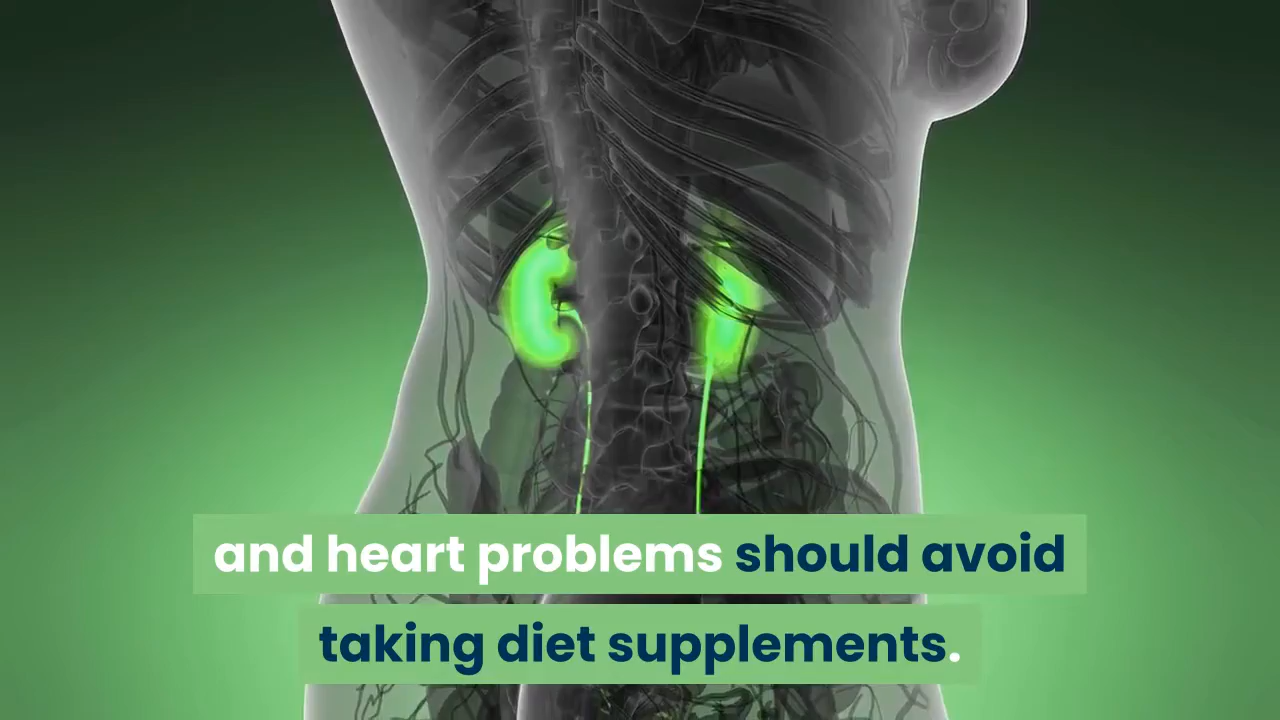 and heart problems should avoid
taking diet supplements.